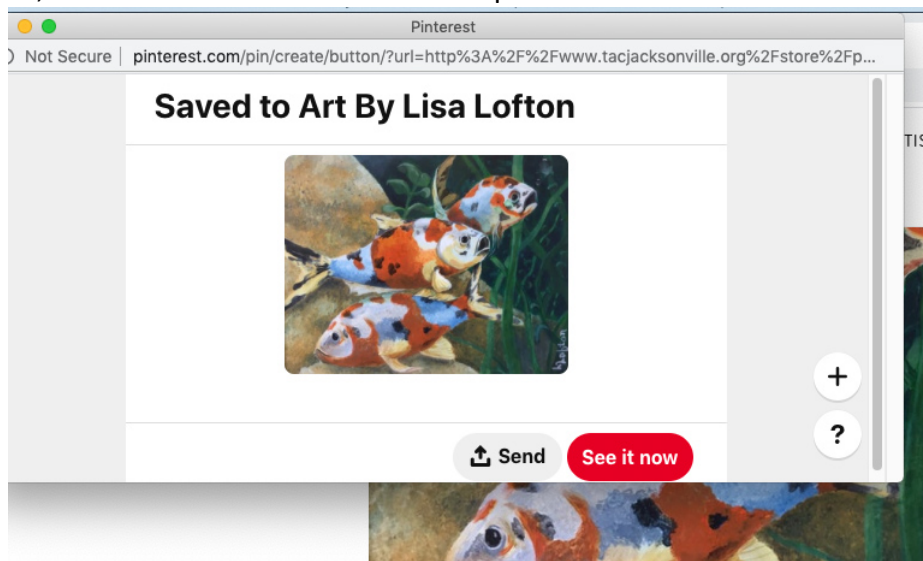 Pinterest
Not Secure | pinterest.com/pin/create/button/?url=http%3A%2F%2Fwww.tacjacksonville.org%2Fstore%2Fp...
Saved to Art By Lisa Lofton
TIS
+
?
Send
See it now